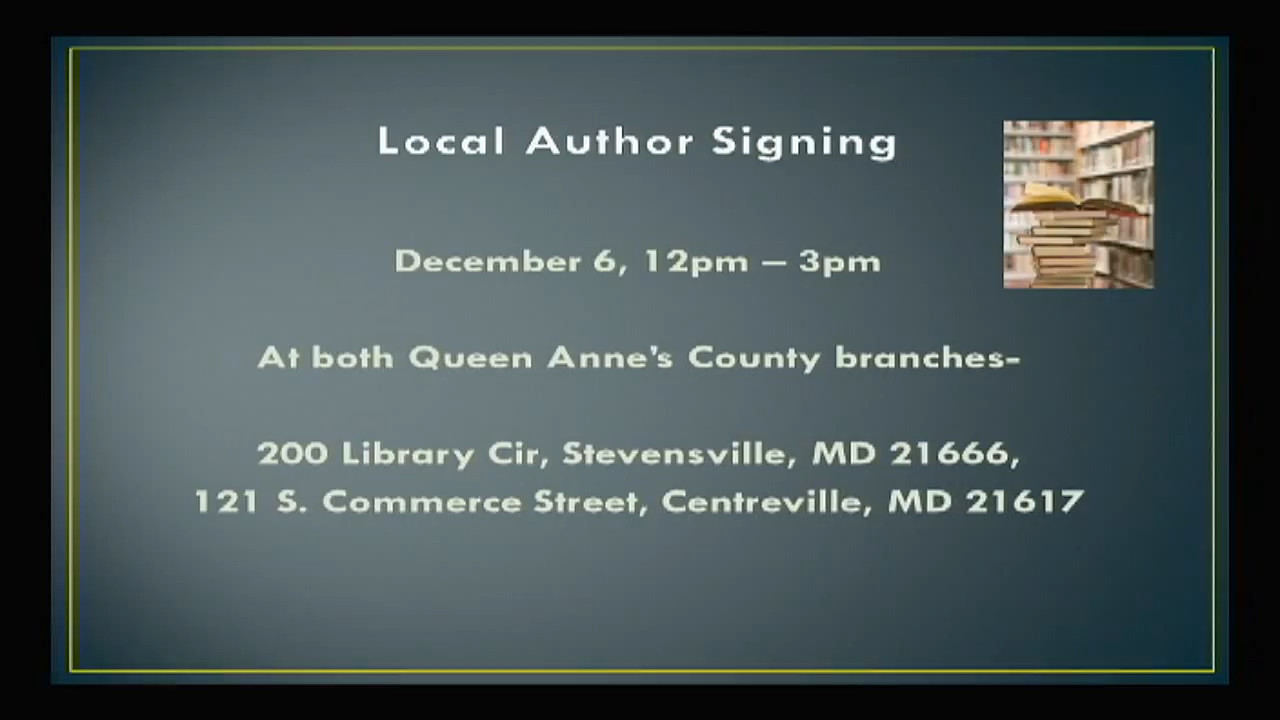 Local Author Signing
December 6, 12pm – 3pm
At both Queen Anne's County branches-
200 Library Cir, Stevensville, MD 21666,
121 S. Commerce Street, Centreville, MD 21617